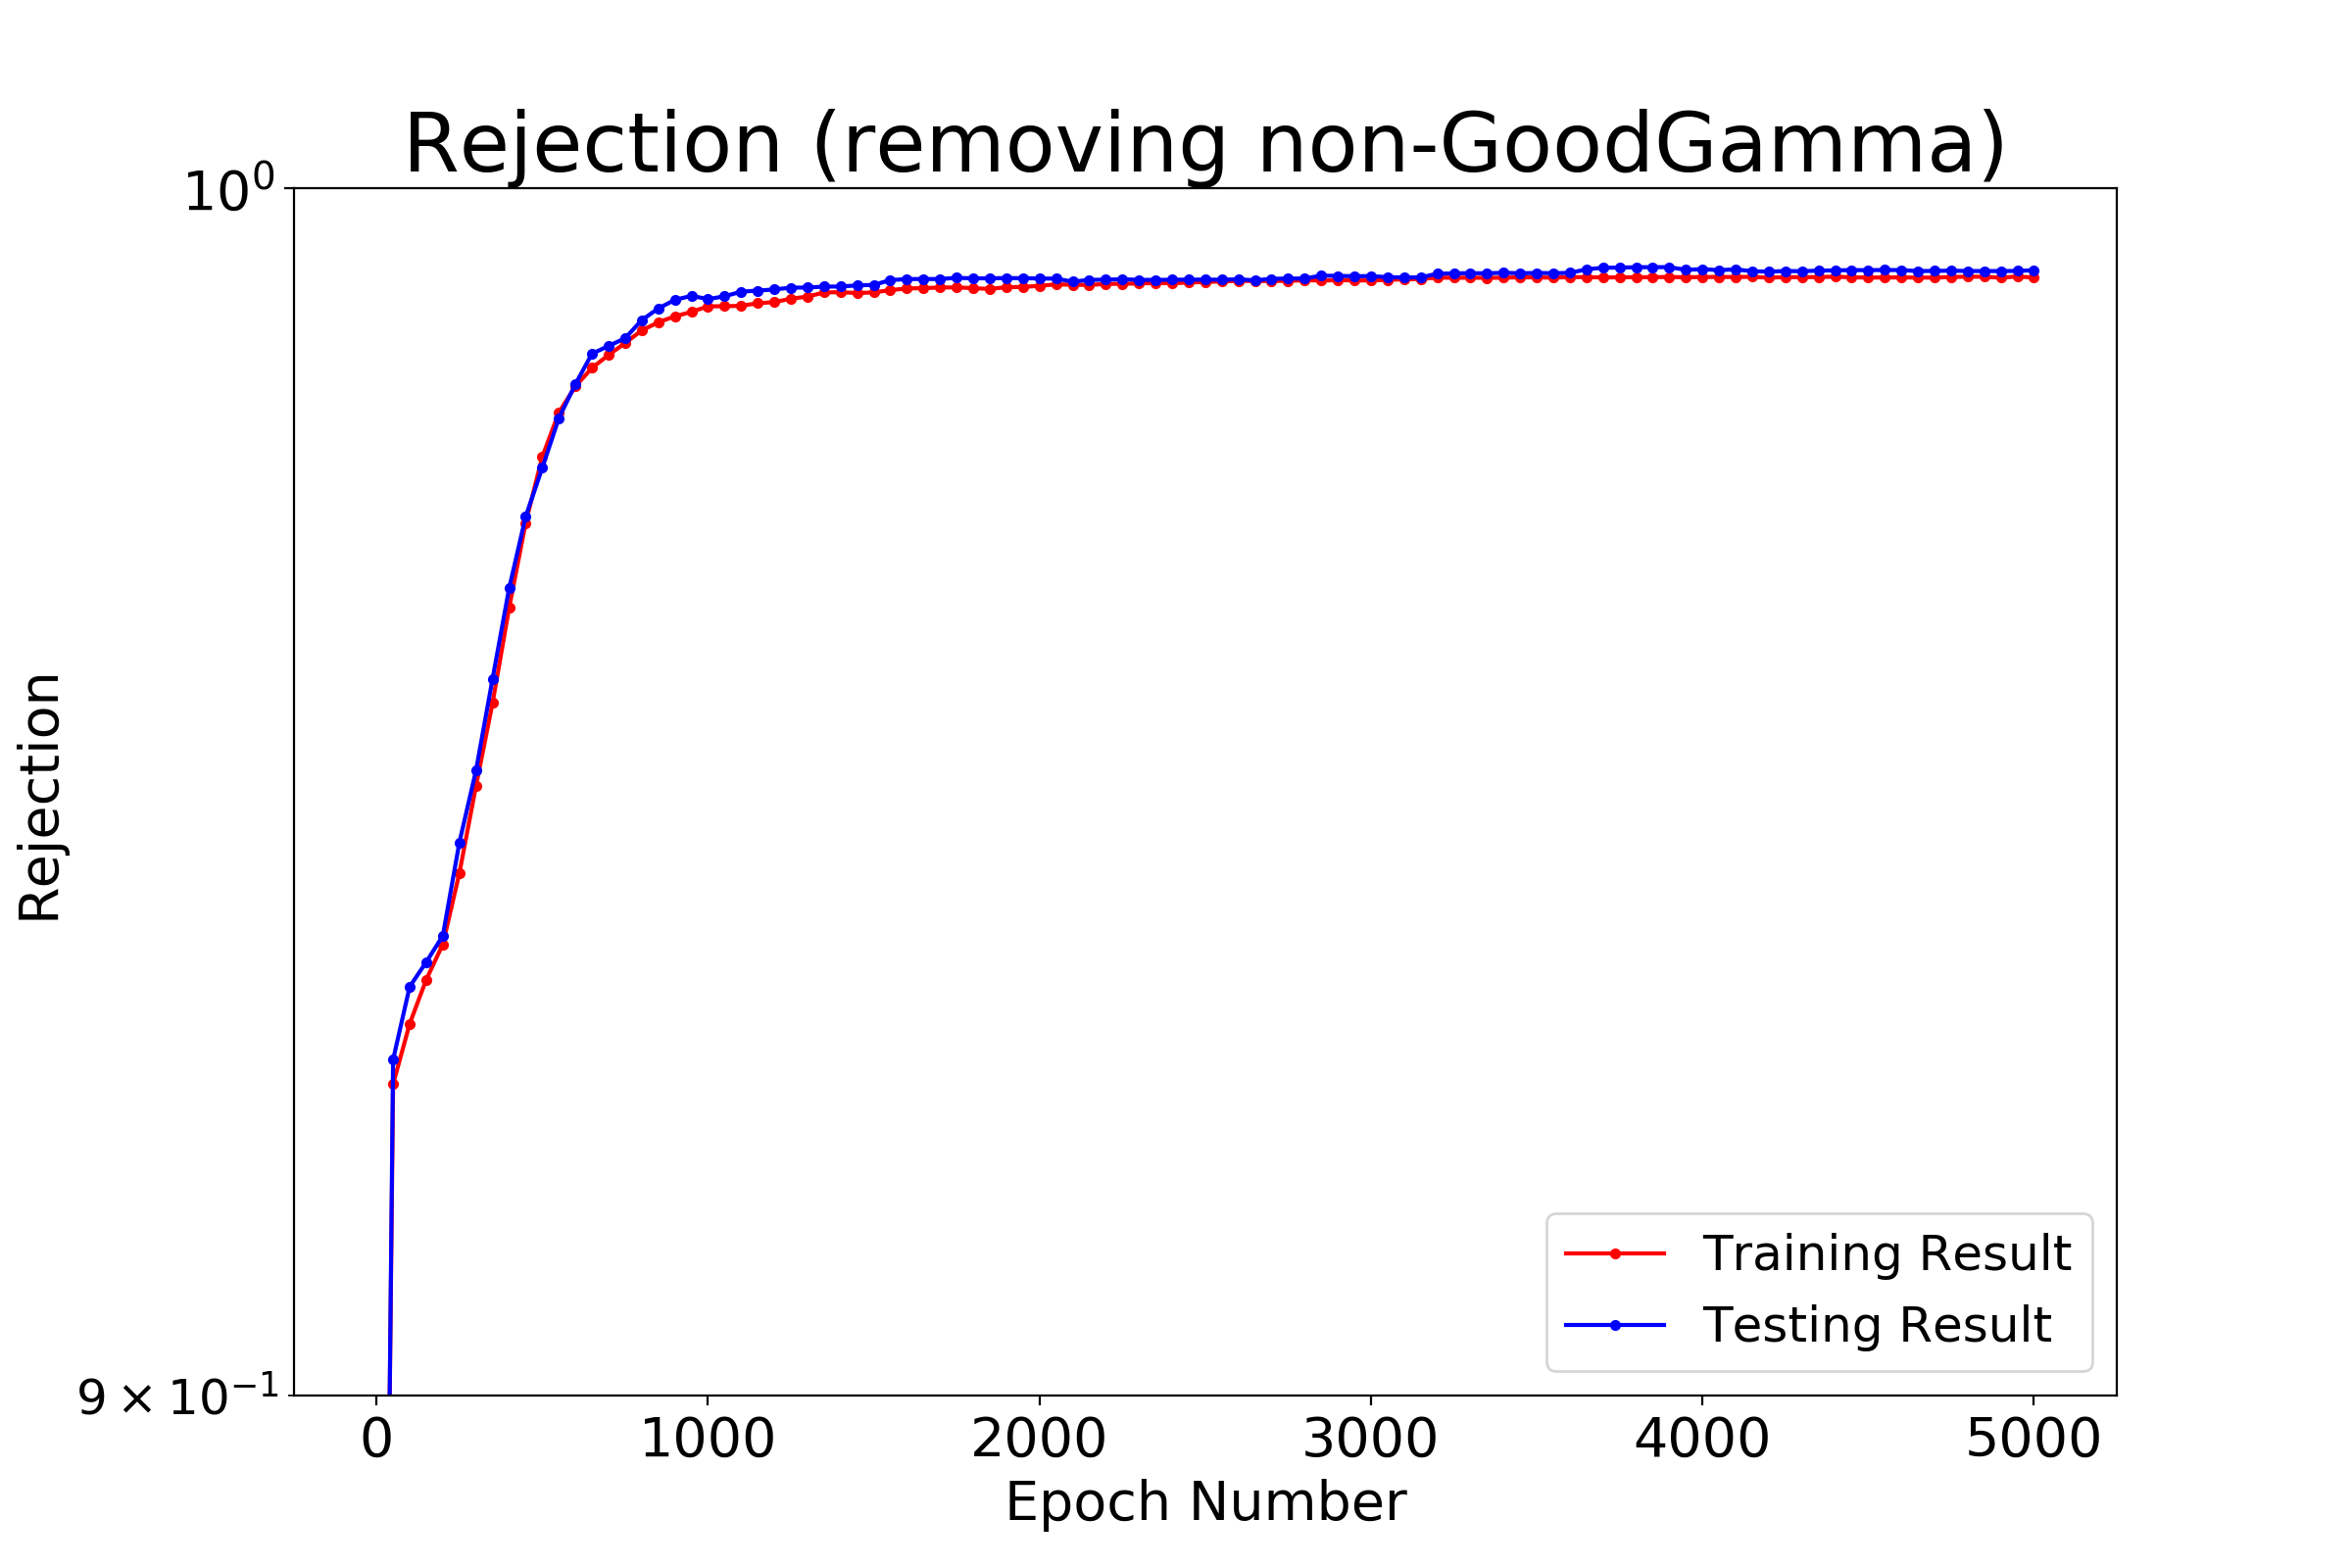 Rejection (removing non-GoodGamma)
10⁰
Rejection
9 × 10⁻¹
Training Result
Testing Result
0 1000 2000 3000 4000 5000
Epoch Number